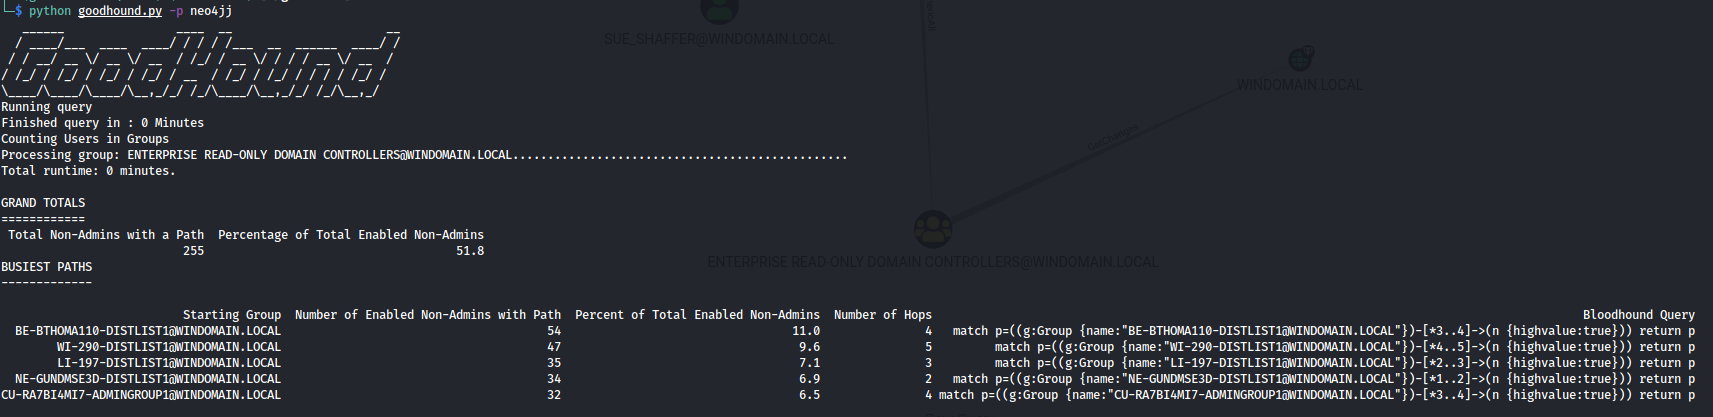 └─$ python goodhound.py -p neo4jj
GoodHound
Running query
Finished query in : 0 Minutes
Counting Users in Groups
Processing group: ENTERPRISE READ-ONLY DOMAIN CONTROLLERS@WINDOMAIN.LOCAL................................................
Total runtime: 0 minutes.
GRAND TOTALS
============
Total Non-Admins with a Path  Percentage of Total Enabled Non-Admins
255  51.8
BUSIEST PATHS
-------------
Starting Group  Number of Enabled Non-Admins with Path  Percent of Total Enabled Non-Admins  Number of Hops  Bloodhound Query
BE-BTHOMA110-DISTLIST1@WINDOMAIN.LOCAL  54  11.0  4  match p=((g:Group {name:"BE-BTHOMA110-DISTLIST1@WINDOMAIN.LOCAL"})-[*3..4]->(n {highvalue:true})) return p
WI-290-DISTLIST1@WINDOMAIN.LOCAL  47  9.6  5  match p=((g:Group {name:"WI-290-DISTLIST1@WINDOMAIN.LOCAL"})-[*4..5]->(n {highvalue:true})) return p
LI-197-DISTLIST1@WINDOMAIN.LOCAL  35  7.1  3  match p=((g:Group {name:"LI-197-DISTLIST1@WINDOMAIN.LOCAL"})-[*2..3]->(n {highvalue:true})) return p
NE-GUNDMSE3D-DISTLIST1@WINDOMAIN.LOCAL  34  6.9  2  match p=((g:Group {name:"NE-GUNDMSE3D-DISTLIST1@WINDOMAIN.LOCAL"})-[*1..2]->(n {highvalue:true})) return p
CU-RA7BI4MI7-ADMINGROUP1@WINDOMAIN.LOCAL  32  6.5  4  match p=((g:Group {name:"CU-RA7BI4MI7-ADMINGROUP1@WINDOMAIN.LOCAL"})-[*3..4]->(n {highvalue:true})) return p
SUE_SHAFFER@WINDOMAIN.LOCAL
WINDOMAIN.LOCAL
GetChanges
ENTERPRISE READ-ONLY DOMAIN CONTROLLERS@WINDOMAIN.LOCAL